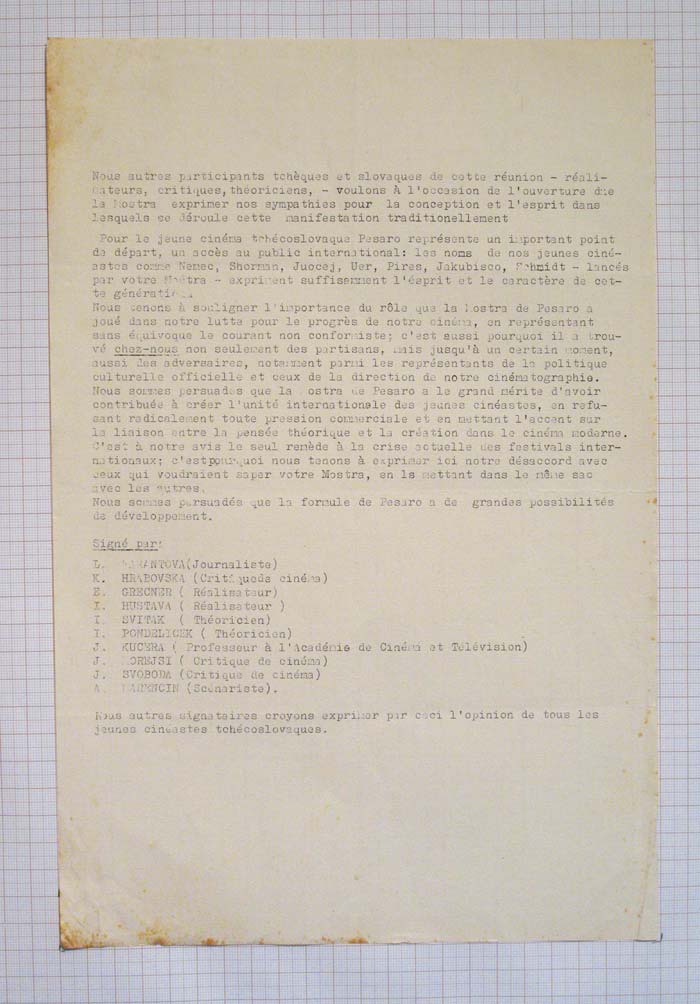 Nous autres participants tchèques et slovaques de cette réunion - réali-
sateurs, critiques,théoriciens, - voulons À l'occasion de l'ouverture due
la Mostra exprimer nos sympathies pour la conception et l'esprit dans
lesquels se déroule cette manifestation traditionellement
Pour le jeune cinéma tchécoslovaque Pesaro représente un important point
de départ, un accès au public international: les noms de nos jeunes ciné-
astes comme Nemec, Shorman, Juocej, Uer, Pires, Jakubisco, Schmidt - lancés
par votre Mostra - expriment suffisemment l'ésprit et le caractère de cet-
te génération.
Nous tenons à souligner l'importance du rôle que la Mostra de Pesaro a
joué dans notre lutte pour le progrès de notre cinéma, en représentant
sans équivoque le courant non conformiste; c'est aussi pourquoi il a trou-
vé chez-nous non seulement des partisans, mais jusqu'à un certain moment,
aussi des adversaires, notamment parmi les représentants de la politique
culturelle officielle et ceux de la direction de notre cinématographie.
Nous sommes persuadés que la Mostra de Pesaro a le grand mérite d'avoir
contribuée à créer l'unité internationale des jeunes cinéastes, en refu-
sant radicalement toute pression commerciale et en mettant l'accent sur
la liaison entre la pensée théorique et la création dans le cinéma moderne.
C'est à notre avis le seul remède à la crise actuelle des festivals inter-
nationaux; c'estpourquoi nous tenons à exprimer ici notre désaccord avec
ceux qui voudraient saper votre Mostra, en la mettant dans le même sac
avec les autres.
Nous sommes persuadés que la formule de Pesaro a de grandes possibilités
de développement.
Signé par:
L. (Journaliste)
K. HRABOVSKA (Critiqueds cinéma)
E. GRECNER ( Réalisateur)
I. HUSTAVA ( Réalisateur )
I. SVITAK ( Théoricien)
I. PONDELICEK ( Théoricien)
J. KUCERA ( Professeur à l'Académie de Cinéma et Télévision)
J. HOREJSI ( Critique de cinéma)
J. SVOBODA (Critique de cinéma)
A. MARENCIN (Scénariste).
Nous autres signataires croyons exprimer par ceci l'opinion de tous les
jeunes cinéastes tchécoslovaques.